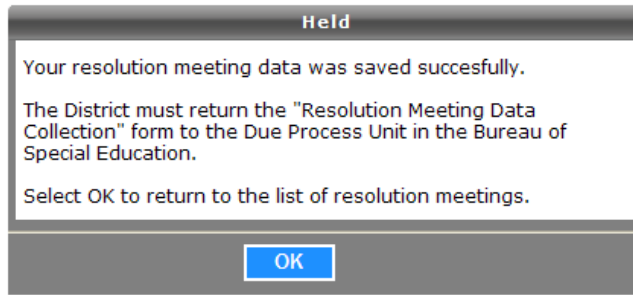 Held
Your resolution meeting data was saved succesfully.
The District must return the "Resolution Meeting Data
Collection" form to the Due Process Unit in the Bureau of
Special Education.
Select OK to return to the list of resolution meetings.
OK